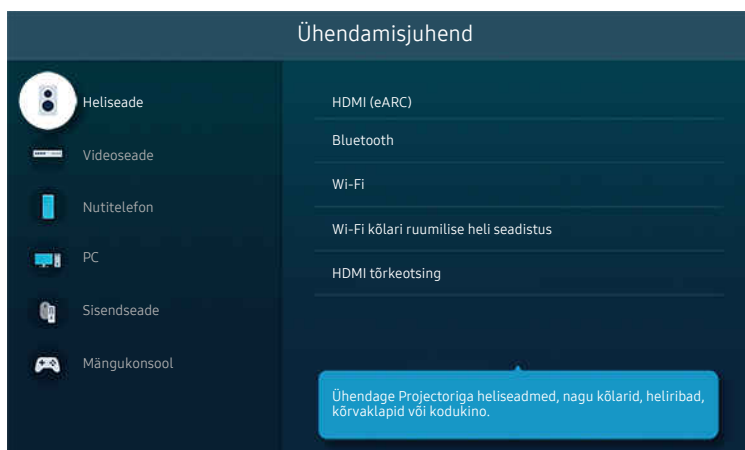 Ühendamisjuhend
Heliseade
Videoseade
Nutitelefon
PC
Sisendseade
Mängukonsool
HDMI (eARC)
Bluetooth
Wi-Fi
Wi-Fi kõlari ruumilise heli seadistus
HDMI tõrkeotsing
Ühendage Projectoriga heliseadmed, nagu kõlarid, heliribad,
kõrvaklapid või kodukino.